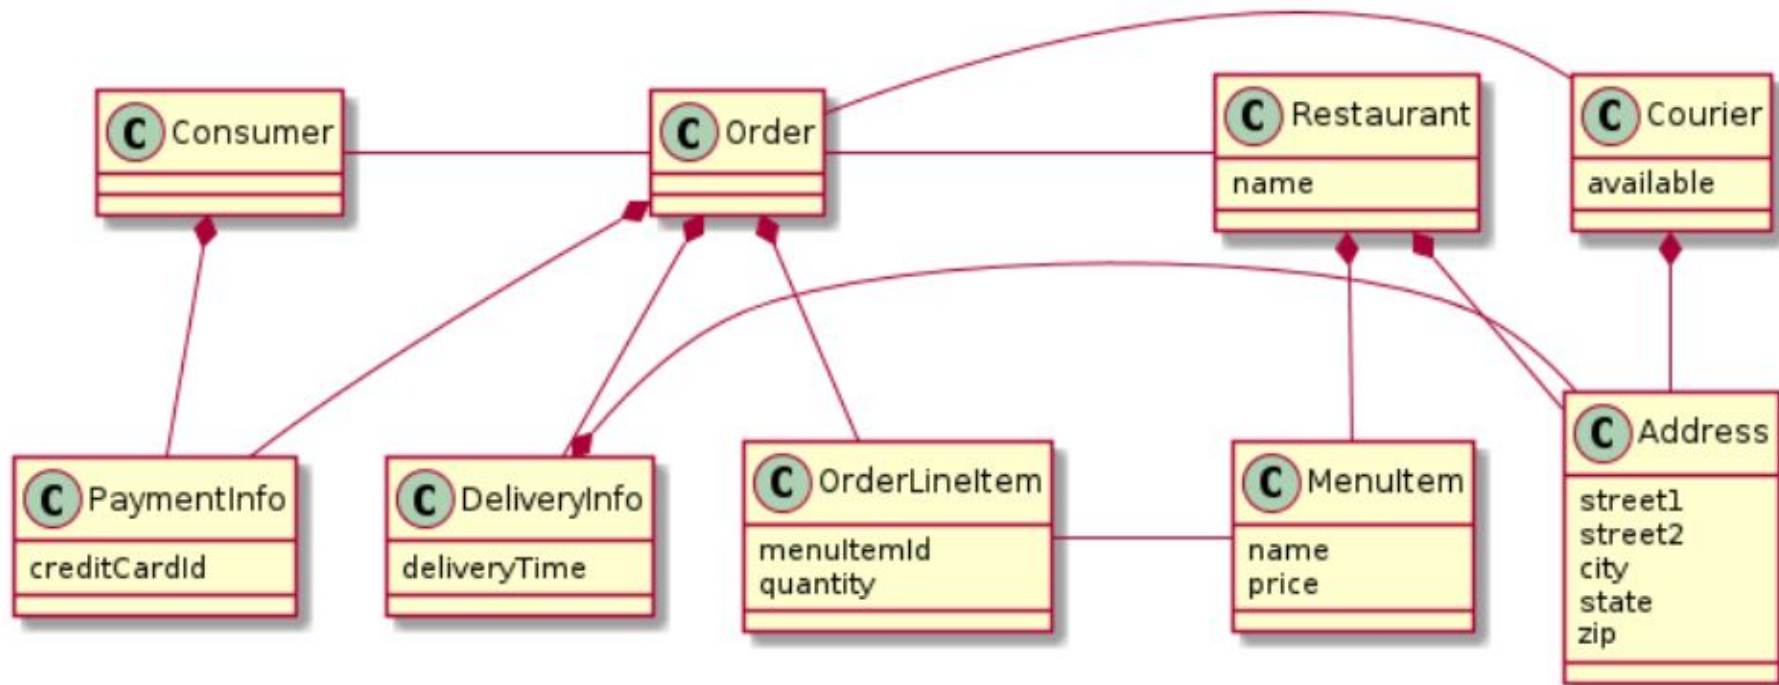 C Consumer
C Order
C Restaurant
name
C Courier
available
C PaymentInfo
creditCardId
C DeliveryInfo
deliveryTime
C OrderLineItem
menuItemId
quantity
C MenuItem
name
price
C Address
street1
street2
city
state
zip